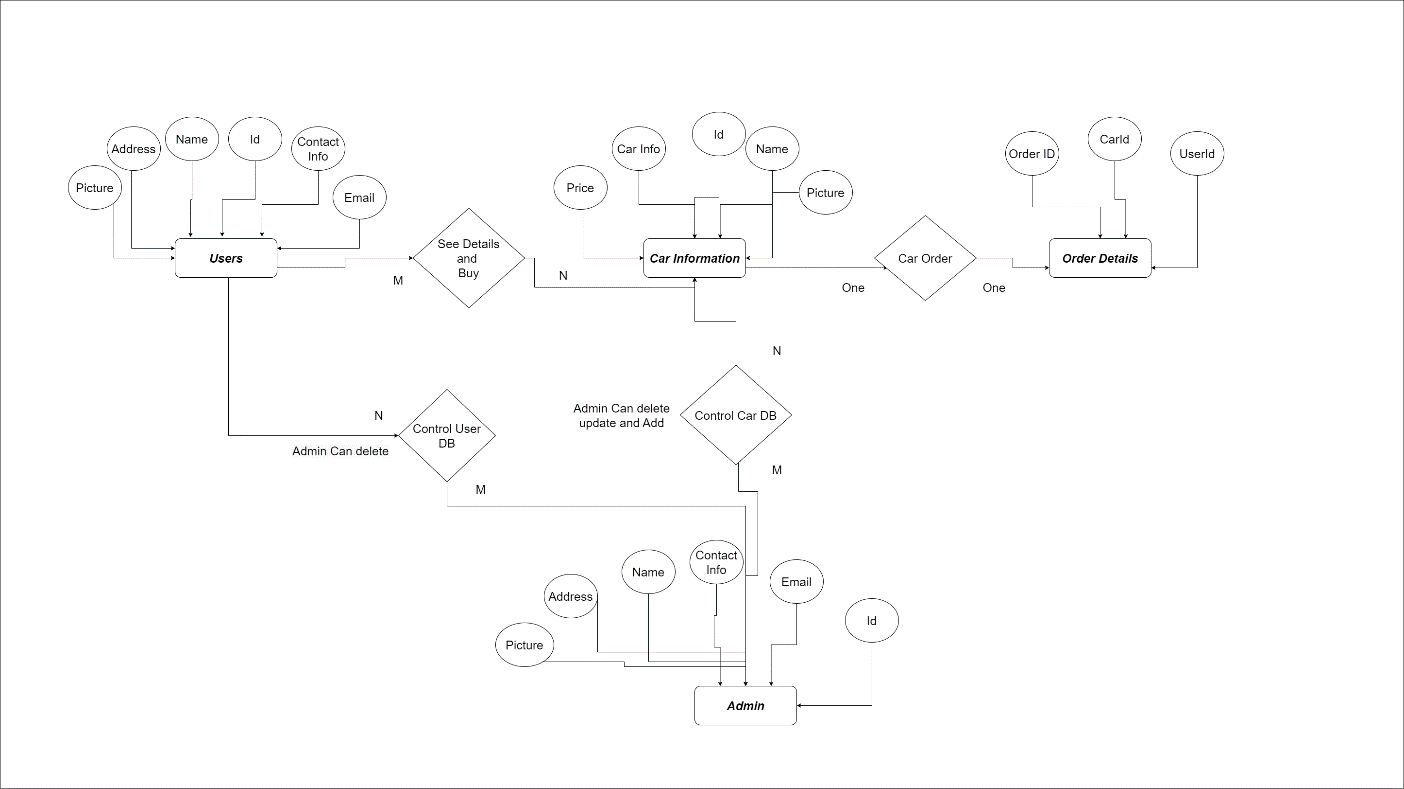 Address
Name
Id
Contact
Info
Picture
Email
Users
See Details
and
Buy
M
N
Car Info
Id
Name
Price
Picture
Car Information
Car Order
One
One
Order ID
CarId
UserId
Order Details
N
Admin Can delete
Control User
DB
M
N
Admin Can delete
update and Add
Control Car DB
M
Contact
Info
Name
Email
Address
Id
Picture
Admin